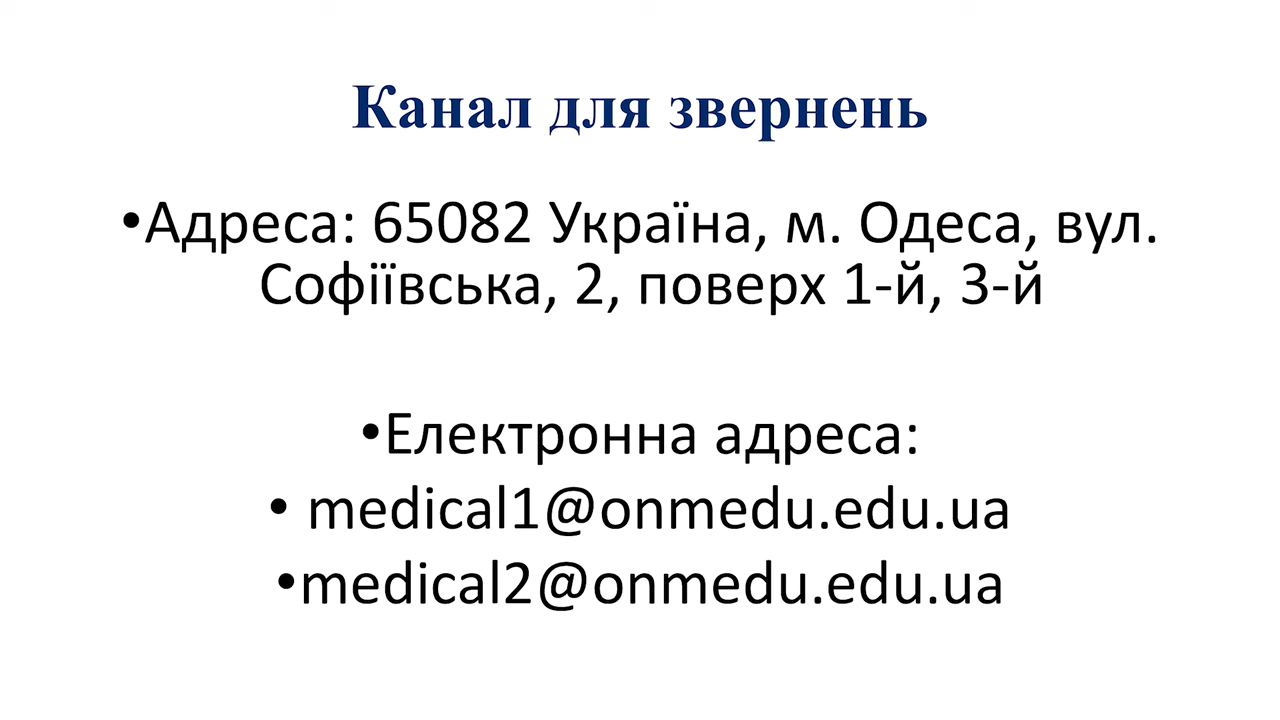 Канал для звернень
•Адреса: 65082 Україна, м. Одеса, вул.
Софіївська, 2, поверх 1-й, 3-й
•Електронна адреса:
• medical1@onmedu.edu.ua
•medical2@onmedu.edu.ua